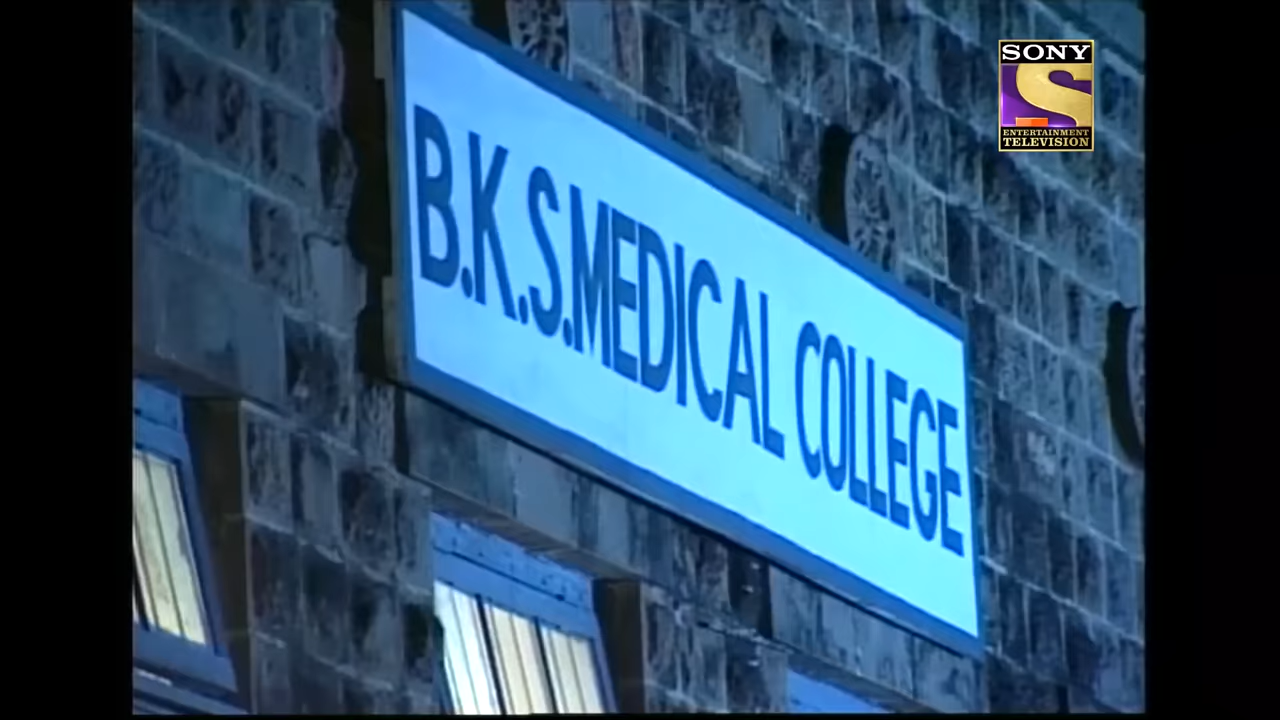 B.K.S.MEDICAL COLLEGE
SONY
S
ENTERTAINMENT
TELEVISION